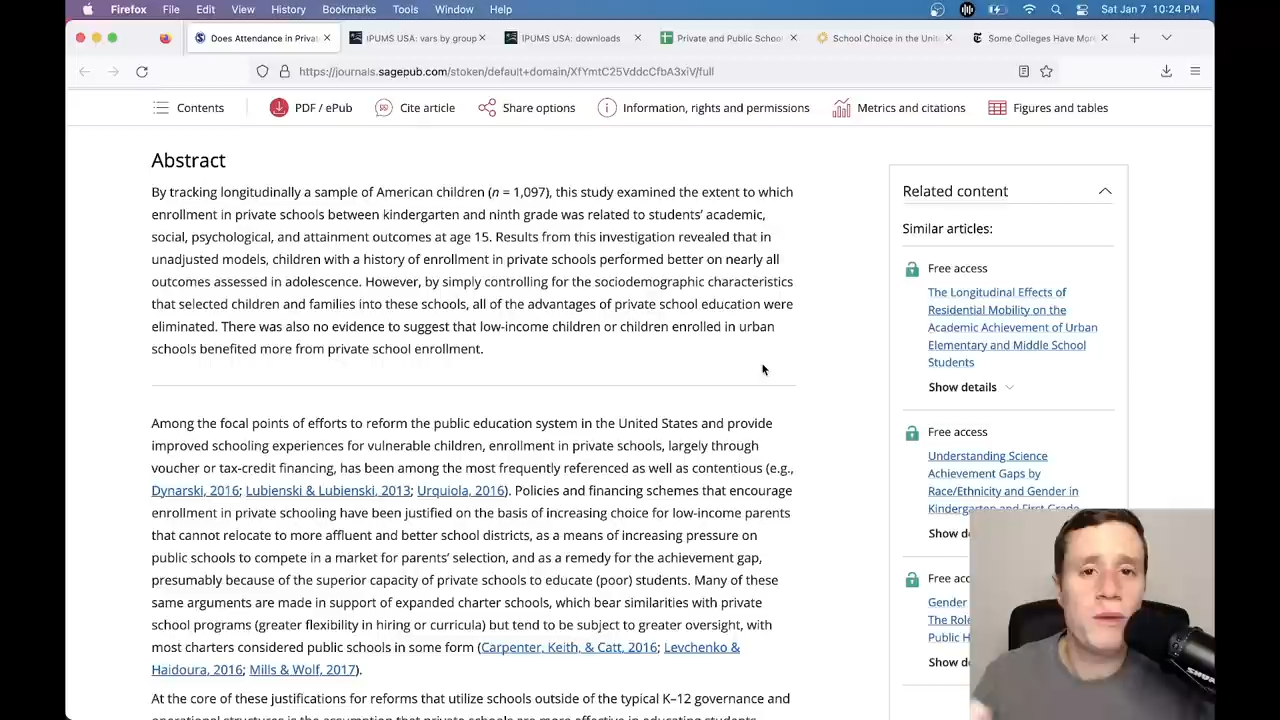 Firefox File Edit View History Bookmarks Tools Window Help Sat Jan 7 10:24 PM
Does Attendance in Privat IPUMS USA: vars by group IPUMS USA: downloads Private and Public School School Choice in the Unit Some Colleges Have More
https://journals.sagepub.com/stoken/default+domain/XfYmtC25VddcCfbA3xiV/full
Contents PDF / ePub Cite article Share options Information, rights and permissions Metrics and citations Figures and tables
Abstract
By tracking longitudinally a sample of American children (n = 1,097), this study examined the extent to which
enrollment in private schools between kindergarten and ninth grade was related to students’ academic,
social, psychological, and attainment outcomes at age 15. Results from this investigation revealed that in
unadjusted models, children with a history of enrollment in private schools performed better on nearly all
outcomes assessed in adolescence. However, by simply controlling for the sociodemographic characteristics
that selected children and families into these schools, all of the advantages of private school education were
eliminated. There was also no evidence to suggest that low-income children or children enrolled in urban
schools benefited more from private school enrollment.
Among the focal points of efforts to reform the public education system in the United States and provide
improved schooling experiences for vulnerable children, enrollment in private schools, largely through
voucher or tax-credit financing, has been among the most frequently referenced as well as contentious (e.g.,
Dynarski, 2016; Lubienski & Lubienski, 2013; Urquiola, 2016). Policies and financing schemes that encourage
enrollment in private schooling have been justified on the basis of increasing choice for low-income parents
that cannot relocate to more affluent and better school districts, as a means of increasing pressure on
public schools to compete in a market for parents’ selection, and as a remedy for the achievement gap,
presumably because of the superior capacity of private schools to educate (poor) students. Many of these
same arguments are made in support of expanded charter schools, which bear similarities with private
school programs (greater flexibility in hiring or curricula) but tend to be subject to greater oversight, with
most charters considered public schools in some form (Carpenter, Keith, & Catt, 2016; Levchenko &
Haidoura, 2016; Mills & Wolf, 2017).
At the core of these justifications for reforms that utilize schools outside of the typical K–12 governance and
operational structures is the assumption that private schools are more effective in educating students
Related content
Similar articles:
Free access
The Longitudinal Effects of
Residential Mobility on the
Academic Achievement of Urban
Elementary and Middle School
Students
Show details
Free access
Understanding Science
Achievement Gaps by
Race/Ethnicity and Gender in
Kindergarten and First Grade
Show de
Free acc
Gender
The Role
Public H
Show de
SHUR